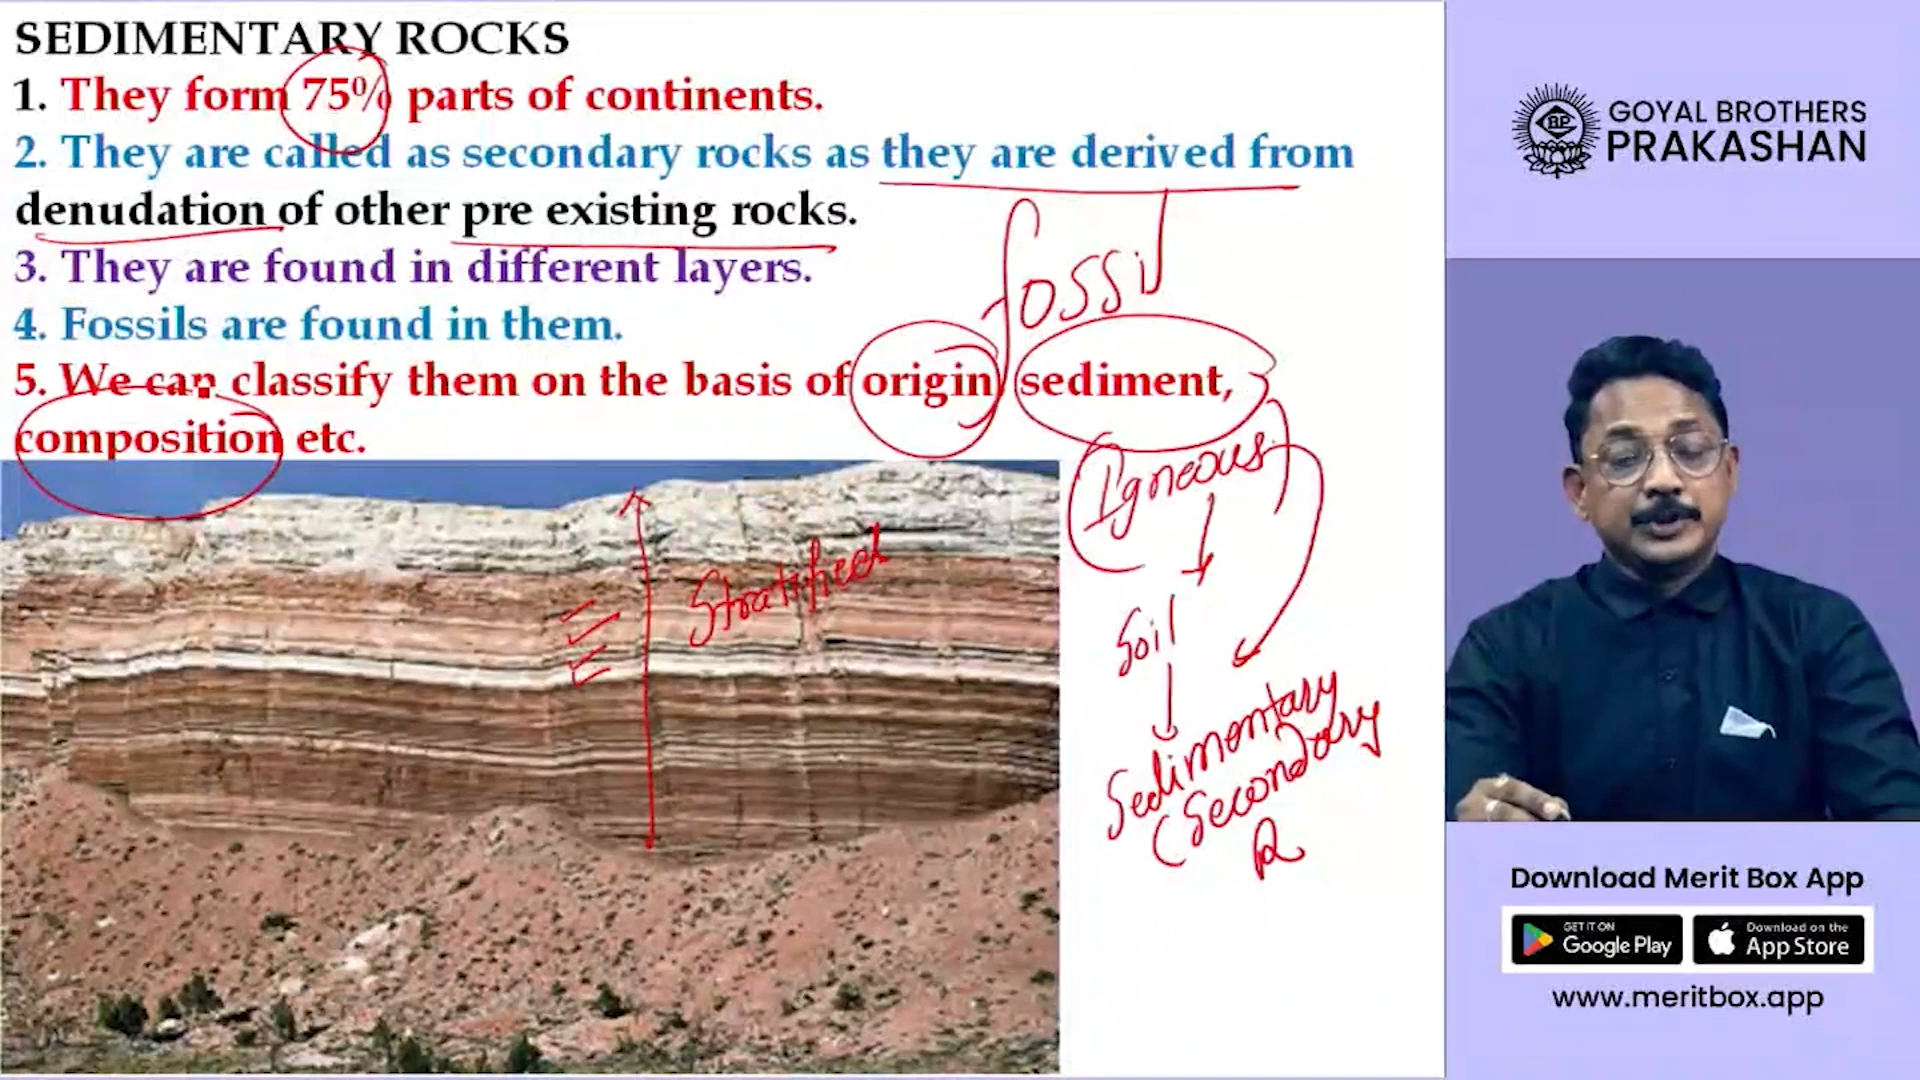 SEDIMENTARY ROCKS
1. They form 75% parts of continents.
2. They are called as secondary rocks as they are derived from
denudation of other pre existing rocks.
3. They are found in different layers.
4. Fossils are found in them.
5. We can classify them on the basis of origin sediment,
composition etc.
fossil
Igneous
Soil
Sedimentary
(Secondary
R
Stratified
BP
GOYAL BROTHERS
PRAKASHAN
Download Merit Box App
GET IT ON
Google Play
Download on the
App Store
www.meritbox.app